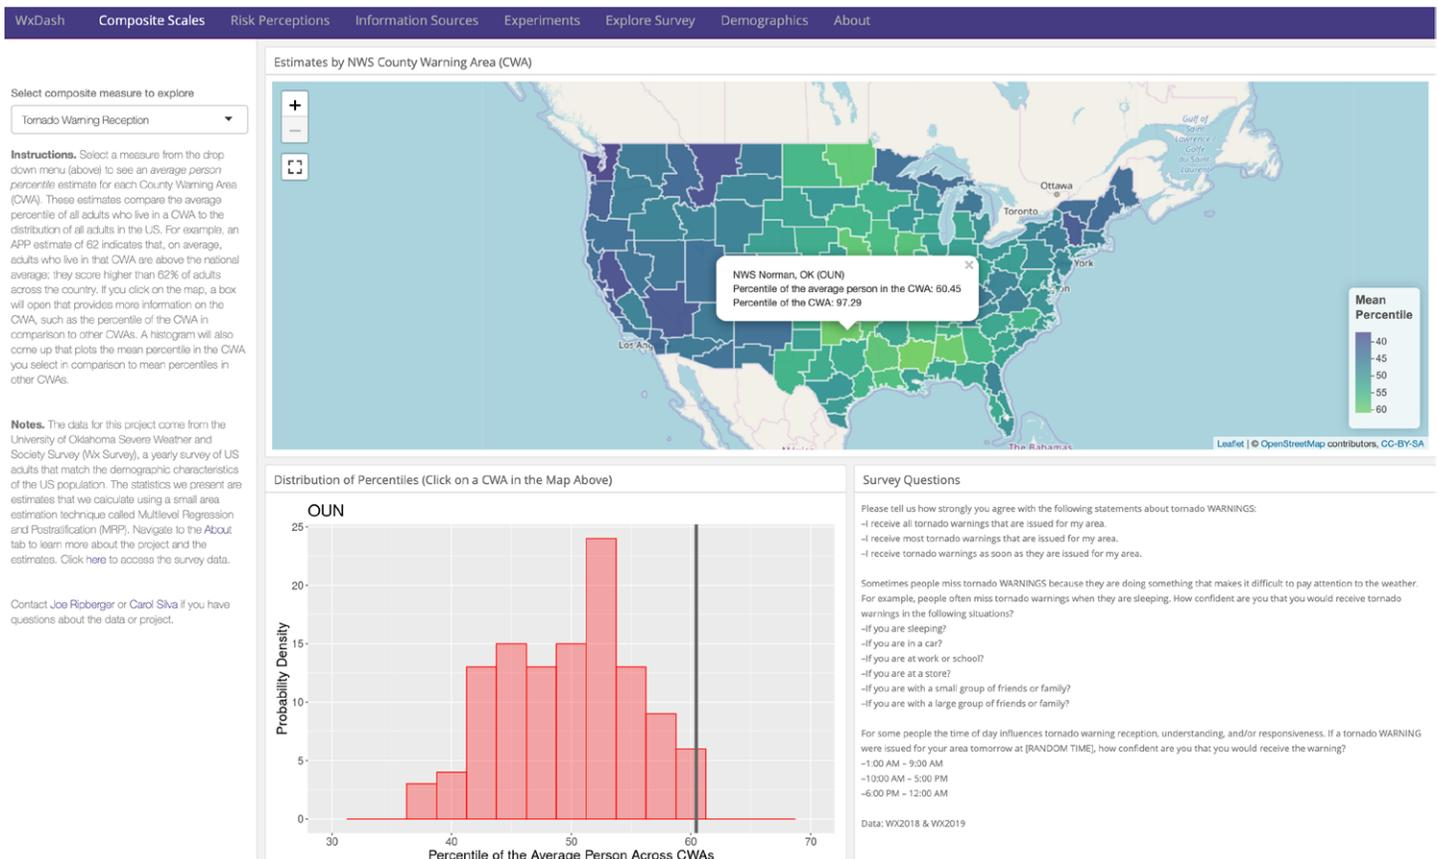 WxDash Composite Scales Risk Perceptions Information Sources Experiments Explore Survey Demographics About
Select composite measure to explore
Tornado Warning Reception
Instructions. Select a measure from the drop
down menu (above) to see an average person
percentile estimate for each County Warning Area
(CWA). These estimates compare the average
percentile of all adults who live in a CWA to the
distribution of all adults in the US. For example, an
APP estimate of 62 indicates that, on average,
adults who live in that CWA are above the national
average; they score higher than 62% of adults
across the country. If you click on the map, a box
will open that provides more information on the
CWA, such as the percentile of the CWA in
comparison to other CWAs. A histogram will also
come up that plots the mean percentile in the CWA
you select in comparison to mean percentiles in
other CWAs.
Notes. The data for this project come from the
University of Oklahoma Severe Weather and
Society Survey (Wx Survey), a yearly survey of US
adults that match the demographic characteristics
of the US population. The statistics we present are
estimates that we calculate using a small area
estimation technique called Multilevel Regression
and Postratification (MRP). Navigate to the About
tab to learn more about the project and the
estimates. Click here to access the survey data.
Contact Joe Ripberger or Carol Silva if you have
questions about the data or project.
Estimates by NWS County Warning Area (CWA)
+
−
Gulf of
Saint
Lawrence
Golfe
du Saint
Laurent
Ottawa
Toronto
York
Los Ang
México
The Bahamas
NWS Norman, OK (OUN)
Percentile of the average person in the CWA: 60.45
Percentile of the CWA: 97.29
×
Mean
Percentile
40
45
50
55
60
Leaflet | © OpenStreetMap contributors, CC-BY-SA
Distribution of Percentiles (Click on a CWA in the Map Above)
OUN
25
20
15
10
5
0
Probability Density
30 40 50 60 70
Percentile of the Average Person Across CWAs
Survey Questions
Please tell us how strongly you agree with the following statements about tornado WARNINGS:
–I receive all tornado warnings that are issued for my area.
–I receive most tornado warnings that are issued for my area.
–I receive tornado warnings as soon as they are issued for my area.
Sometimes people miss tornado WARNINGS because they are doing something that makes it difficult to pay attention to the weather.
For example, people often miss tornado warnings when they are sleeping. How confident are you that you would receive tornado
warnings in the following situations?
–If you are sleeping?
–If you are in a car?
–If you are at work or school?
–If you are at a store?
–If you are with a small group of friends or family?
–If you are with a large group of friends or family?
For some people the time of day influences tornado warning reception, understanding, and/or responsiveness. If a tornado WARNING
were issued for your area tomorrow at [RANDOM TIME], how confident are you that you would receive the warning?
–1:00 AM – 9:00 AM
–10:00 AM – 5:00 PM
–6:00 PM – 12:00 AM
Data: WX2018 & WX2019